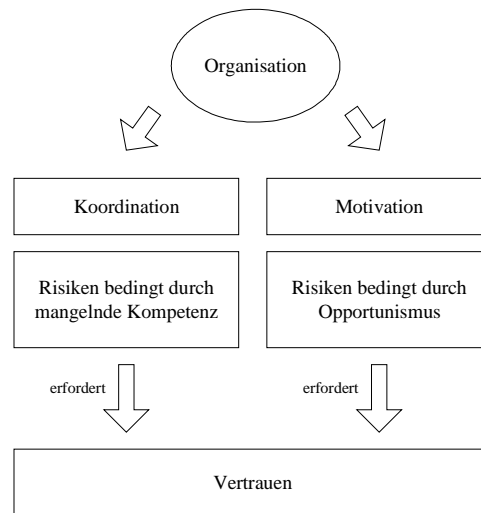 Organisation
Koordination
Motivation
Risiken bedingt durch
mangelnde Kompetenz
Risiken bedingt durch
Opportunismus
erfordert
erfordert
Vertrauen